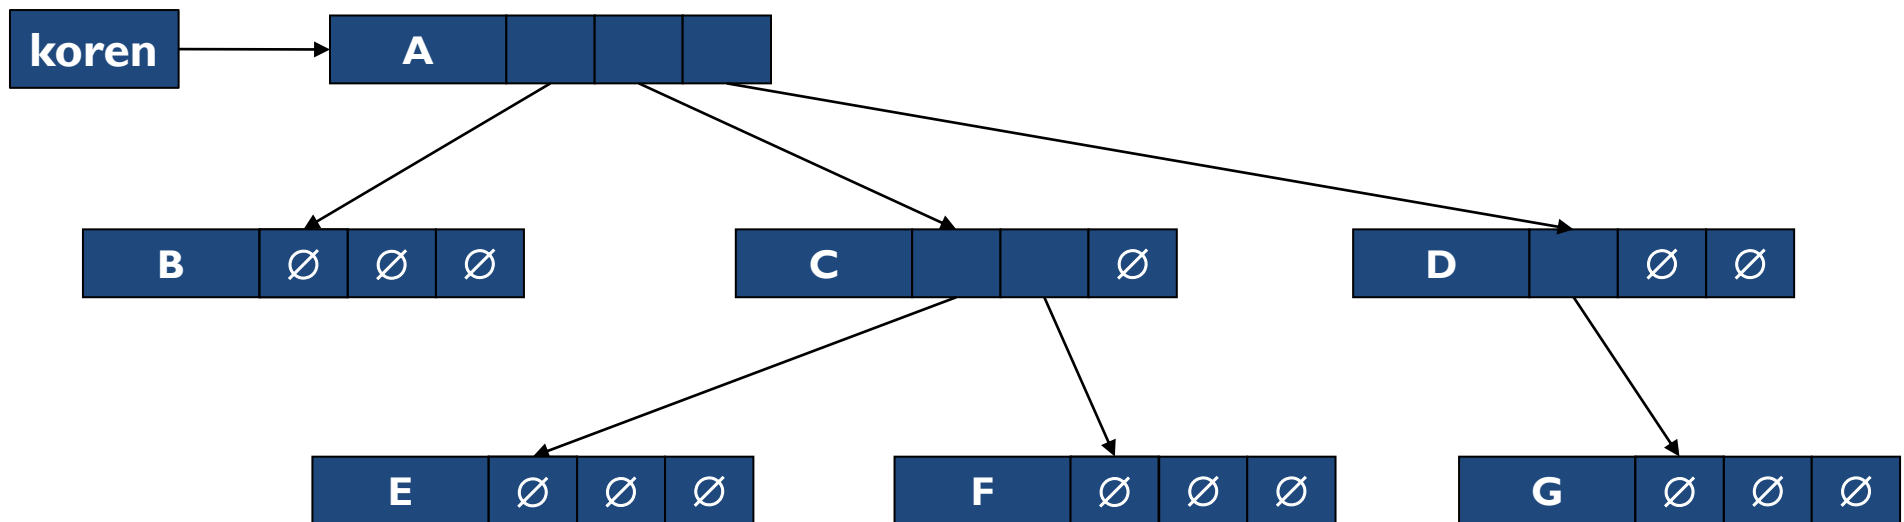 koren A
B ∅ ∅ ∅ C ∅ D ∅ ∅
E ∅ ∅ ∅ F ∅ ∅ ∅ G ∅ ∅ ∅